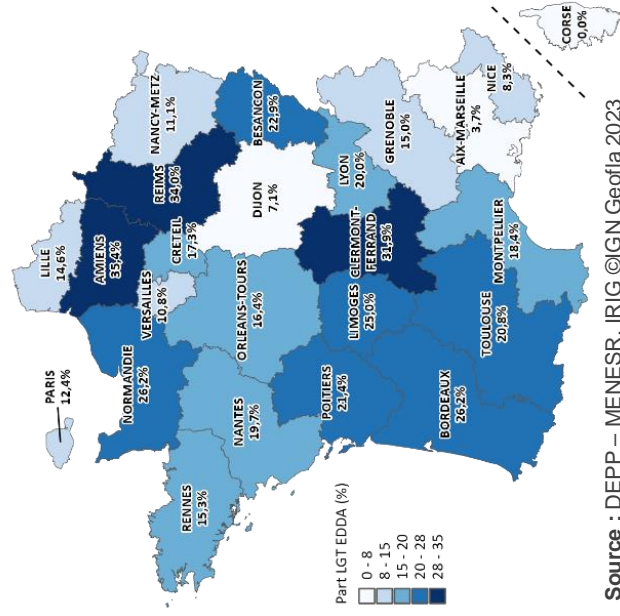 PARIS
12,4%
LILLE
14,6%
AMIENS
35,4%
NORMANDIE
26,2%
REIMS
34,0%
NANCY-METZ
11,1%
VERSAILLES
10,8%
CRETEIL
17,3%
RENNES
15,3%
NANTES
19,7%
ORLEANS-TOURS
16,4%
DIJON
7,1%
BESANCON
22,9%
POITIERS
21,4%
LIMOGES
25,0%
CLERMONT-
FERRAND
31,9%
LYON
20,0%
GRENOBLE
15,0%
BORDEAUX
26,2%
TOULOUSE
20,8%
MONTPELLIER
18,4%
AIX-MARSEILLE
3,7%
NICE
8,3%
CORSE
0,0%
Part LGT EDDA (%)
0 - 8
8 - 15
15 - 20
20 - 28
28 - 35
Source : DEPP – MENESR, IRIG ©IGN Geofla 2023